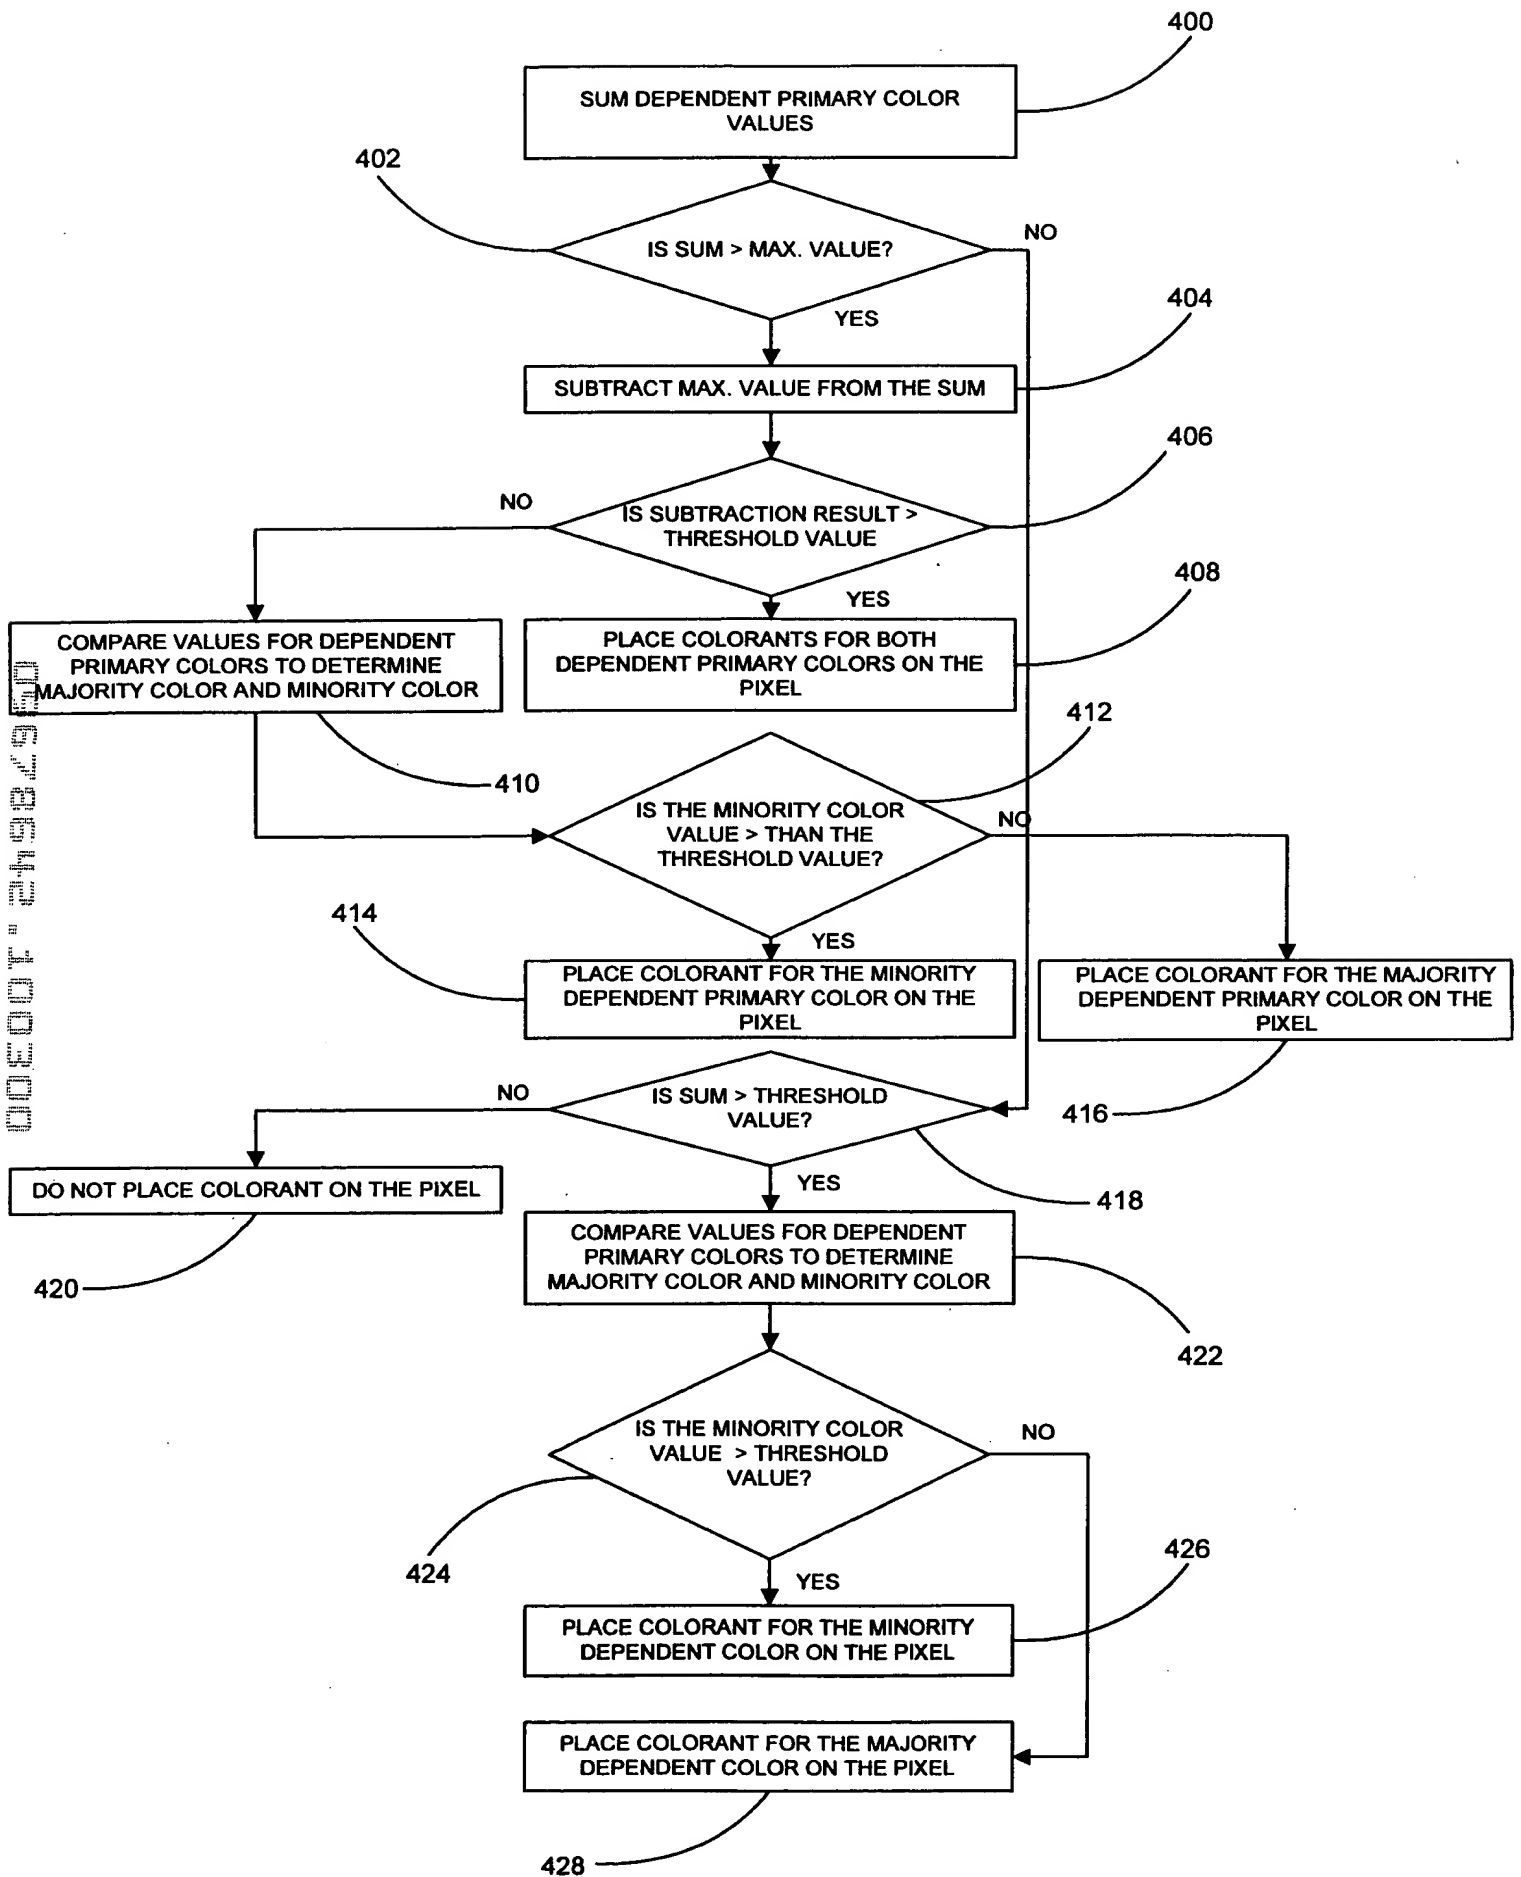 400
SUM DEPENDENT PRIMARY COLOR
VALUES
402
IS SUM > MAX. VALUE?
NO
YES
404
SUBTRACT MAX. VALUE FROM THE SUM
406
NO
IS SUBTRACTION RESULT >
THRESHOLD VALUE
YES
408
COMPARE VALUES FOR DEPENDENT
PRIMARY COLORS TO DETERMINE
MAJORITY COLOR AND MINORITY COLOR
PLACE COLORANTS FOR BOTH
DEPENDENT PRIMARY COLORS ON THE
PIXEL
410
412
IS THE MINORITY COLOR
VALUE > THAN THE
THRESHOLD VALUE?
NO
YES
414
PLACE COLORANT FOR THE MINORITY
DEPENDENT PRIMARY COLOR ON THE
PIXEL
PLACE COLORANT FOR THE MAJORITY
DEPENDENT PRIMARY COLOR ON THE
PIXEL
416
IS SUM > THRESHOLD
VALUE?
NO
YES
418
DO NOT PLACE COLORANT ON THE PIXEL
420
COMPARE VALUES FOR DEPENDENT
PRIMARY COLORS TO DETERMINE
MAJORITY COLOR AND MINORITY COLOR
422
IS THE MINORITY COLOR
VALUE > THRESHOLD
VALUE?
NO
424
YES
426
PLACE COLORANT FOR THE MINORITY
DEPENDENT COLOR ON THE PIXEL
PLACE COLORANT FOR THE MAJORITY
DEPENDENT COLOR ON THE PIXEL
428